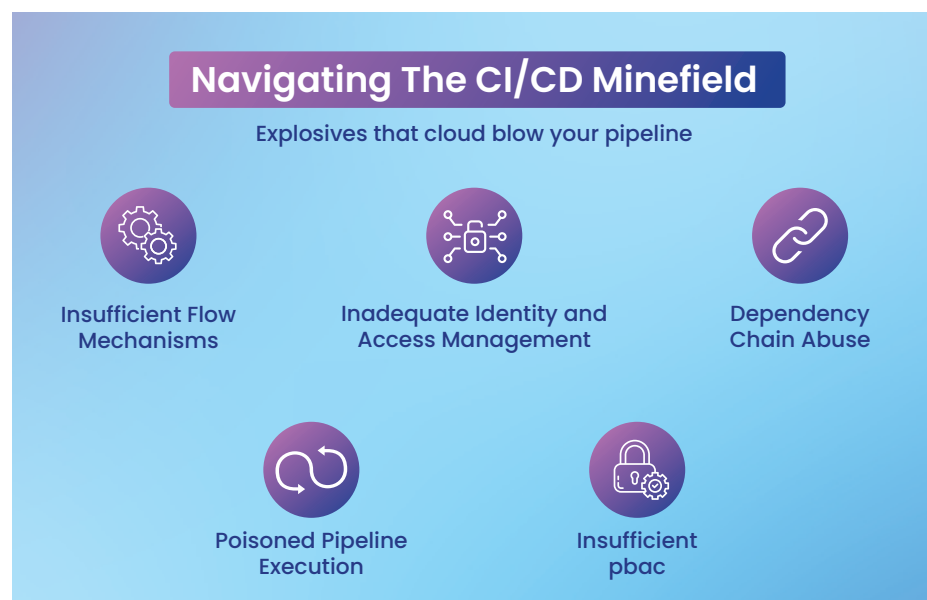 Navigating The CI/CD Minefield
Explosives that cloud blow your pipeline
Insufficient Flow
Mechanisms
Inadequate Identity and
Access Management
Dependency
Chain Abuse
Poisoned Pipeline
Execution
Insufficient
pbac